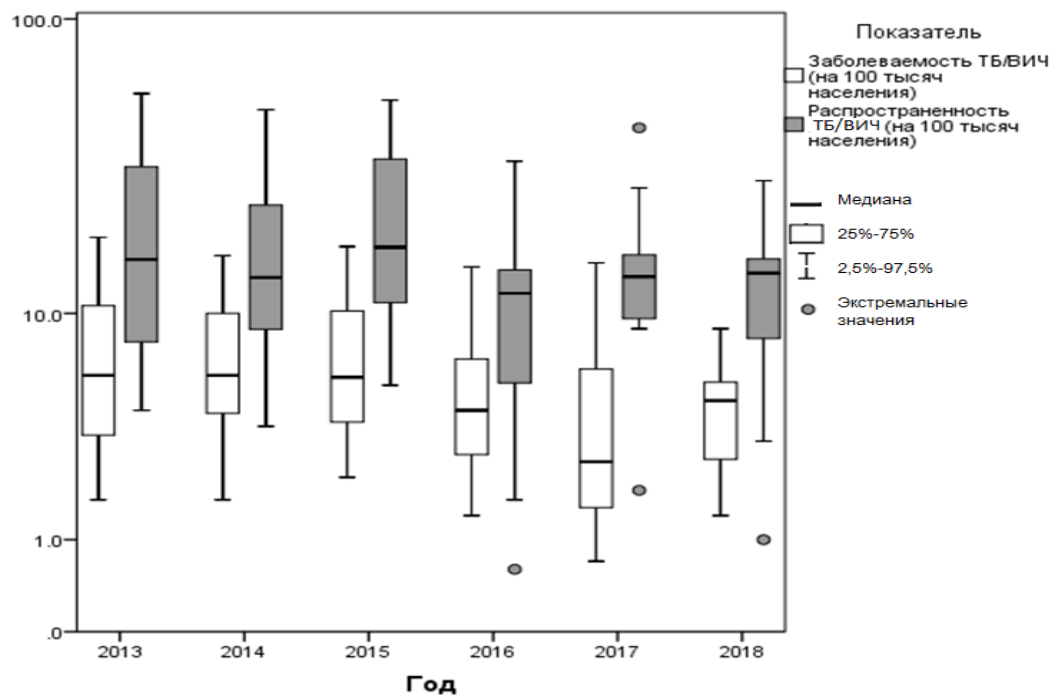 100.0
10.0
1.0
.0
2013
2014
2015
2016
2017
2018
Год
Показатель
Заболеваемость ТБ/ВИЧ
(на 100 тысяч
населения)
Распространенность
ТБ/ВИЧ (на 100 тысяч
населения)
Медиана
25%-75%
2,5%-97,5%
Экстремальные
значения